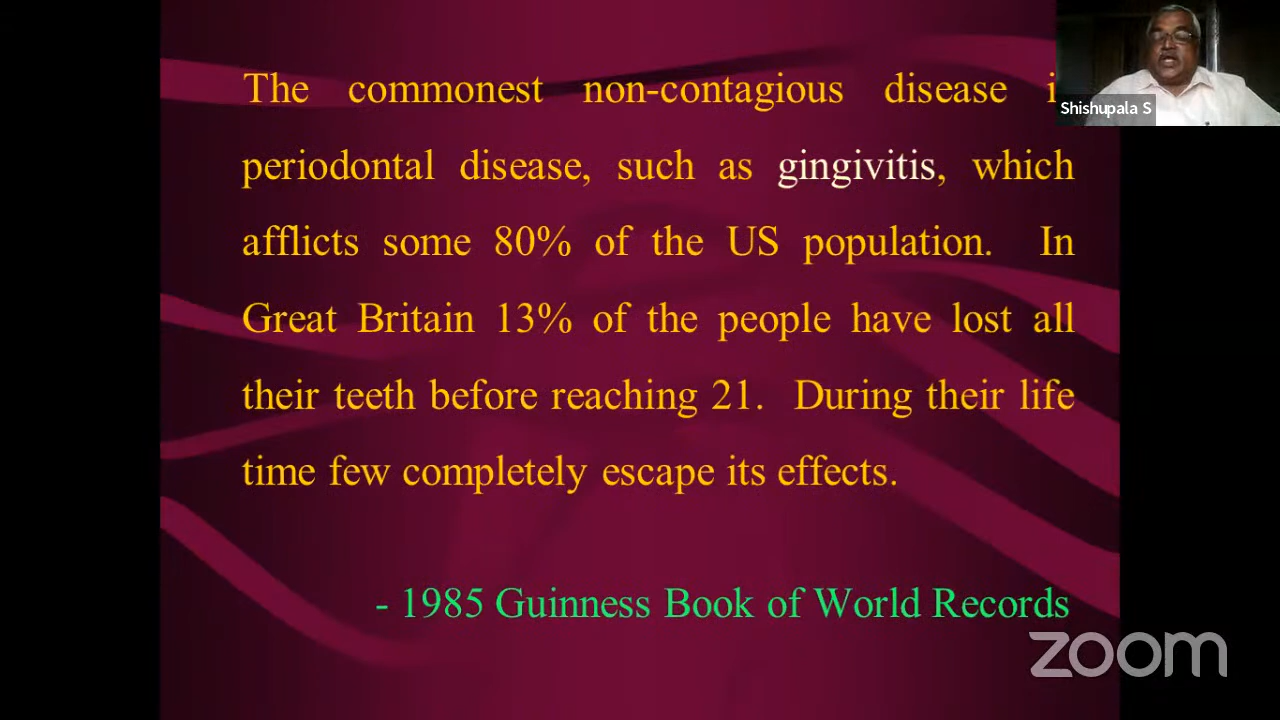 The commonest non-contagious disease
periodontal disease, such as gingivitis, which
afflicts some 80% of the US population. In
Great Britain 13% of the people have lost all
their teeth before reaching 21. During their life
time few completely escape its effects.
- 1985 Guinness Book of World Records
Shishupala S
zoom